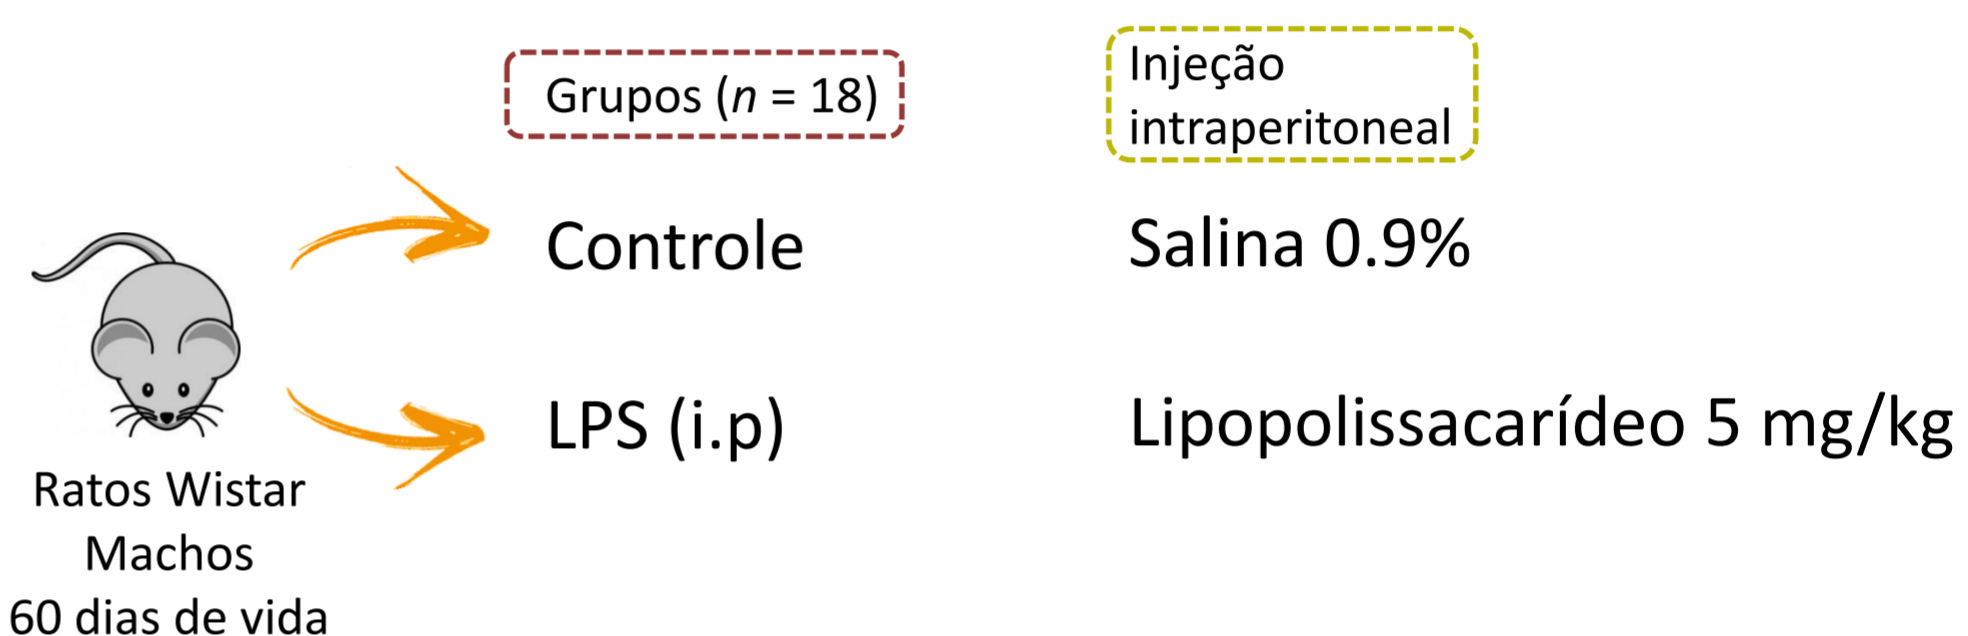 Grupos (n = 18)
Injeção
intraperitoneal
Controle
Salina 0.9%
LPS (i.p)
Lipopolissacarídeo 5 mg/kg
Ratos Wistar
Machos
60 dias de vida